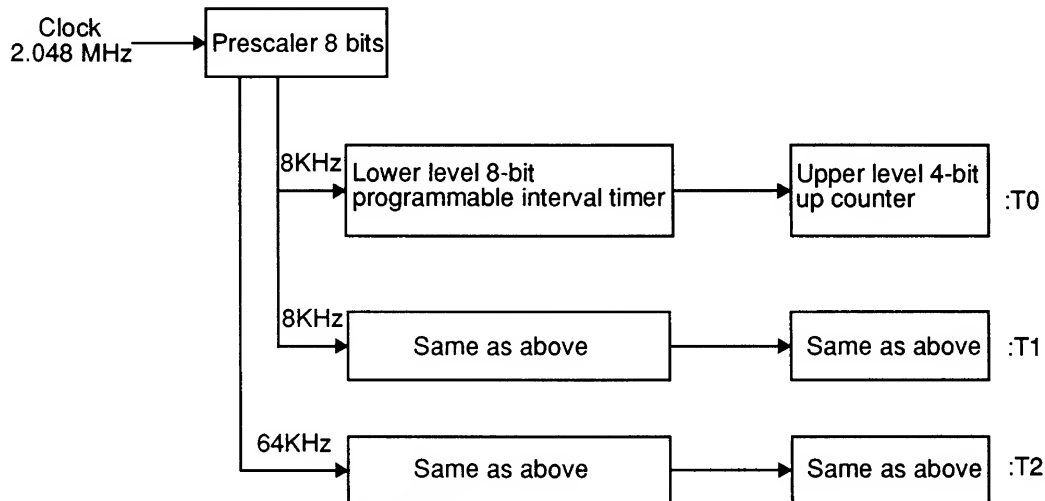 Clock
2.048 MHz
Prescaler 8 bits
8KHz
Lower level 8-bit
programmable interval timer
Upper level 4-bit
up counter
:T0
8KHz
Same as above
Same as above
:T1
64KHz
Same as above
Same as above
:T2